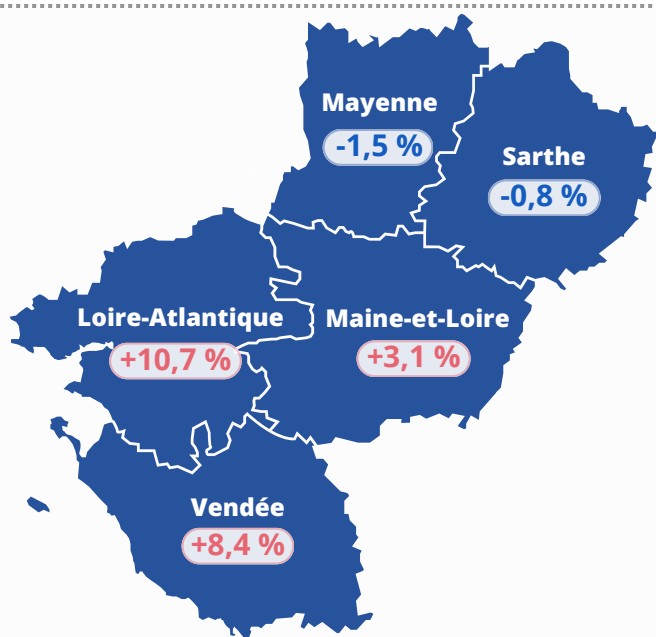 Mayenne
-1,5 %
Sarthe
-0,8 %
Loire-Atlantique
+10,7 %
Maine-et-Loire
+3,1 %
Vendée
+8,4 %